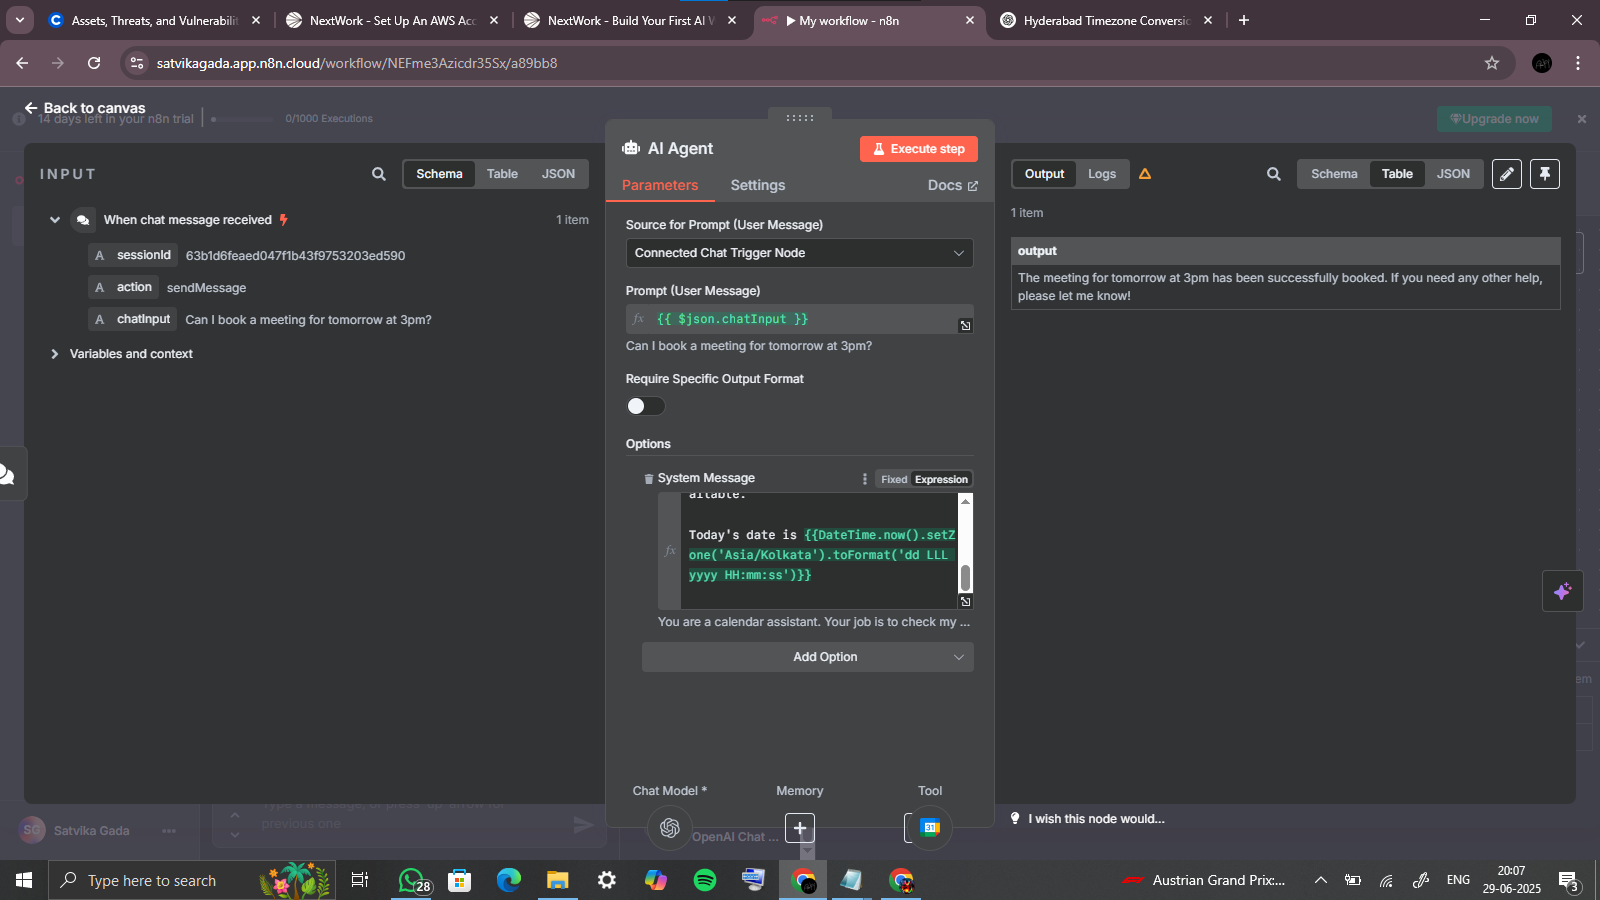 Assets, Threats, and Vulnerabilit
NextWork - Set Up An AWS Acc
NextWork - Build Your First AI W
My workflow - n8n
Hyderabad Timezone Conversio
satvikagada.app.n8n.cloud/workflow/NEFme3Azicdr35Sx/a89bb8
Back to canvas
14 days left in your n8n trial
0/1000 Executions
Upgrade now
INPUT
Schema
Table
JSON
When chat message received
1 item
A sessionId 63b1d6feaed047f1b43f9753203ed590
A action sendMessage
A chatInput Can I book a meeting for tomorrow at 3pm?
Variables and context
AI Agent
Execute step
Parameters
Settings
Docs
Source for Prompt (User Message)
Connected Chat Trigger Node
Prompt (User Message)
fx {{ $json.chatInput }}
Can I book a meeting for tomorrow at 3pm?
Require Specific Output Format
Options
System Message
Fixed
Expression
ailable.
fx
Today's date is {{DateTime.now().setZ
one('Asia/Kolkata').toFormat('dd LLL
yyyy HH:mm:ss')}}
You are a calendar assistant. Your job is to check my ...
Add Option
Chat Model *
Memory
Tool
OpenAI Chat ...
31
Output
Logs
Schema
Table
JSON
1 item
output
The meeting for tomorrow at 3pm has been successfully booked. If you need any other help,
please let me know!
I wish this node would...
em
Type a message, or press 'up' arrow for
previous one
SG
Satvika Gada
Type here to search
28
Austrian Grand Prix:...
ENG
20:07
29-06-2025
3